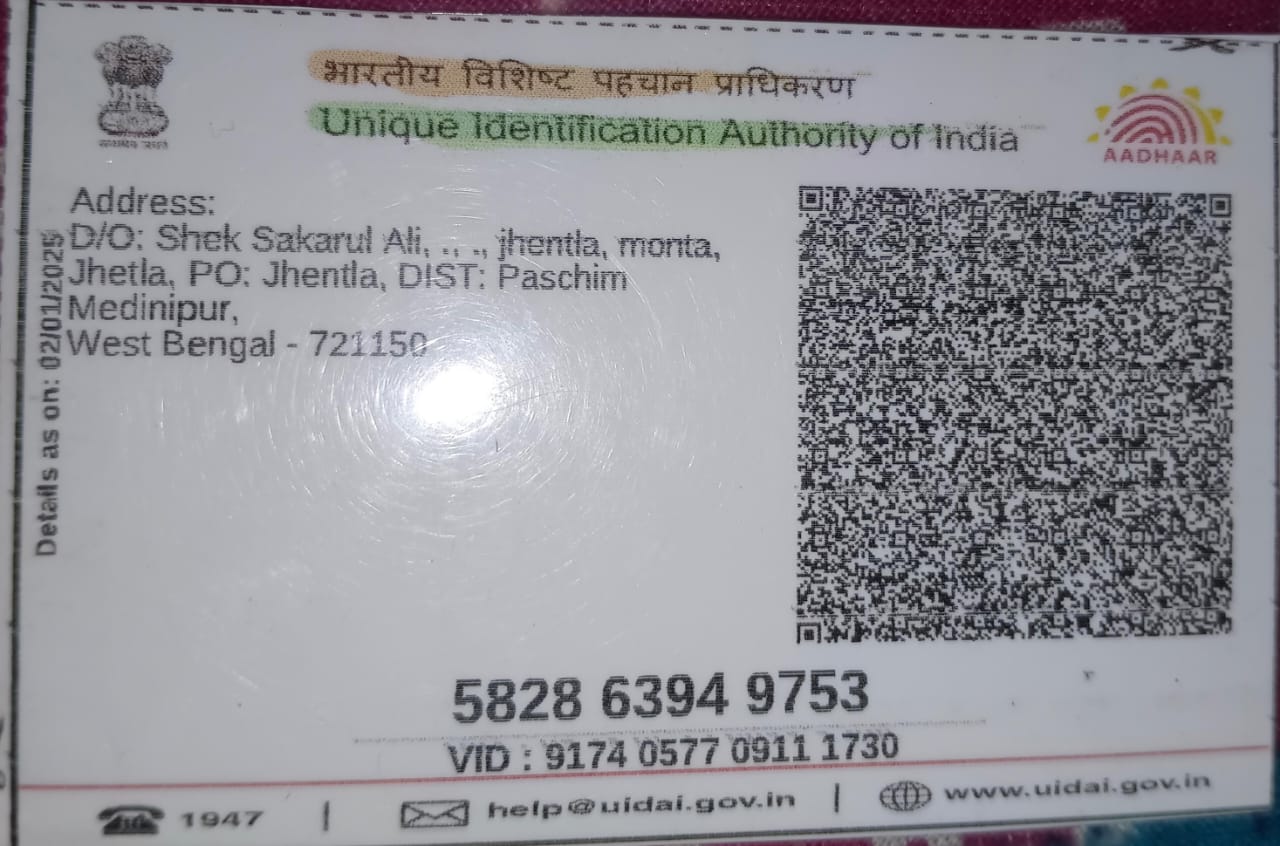 भारतीय विशिष्ट पहचान प्राधिकरण
Unique Identification Authority of India
AADHAAR
Address:
D/O: Shek Sakarul Ali, ., ., jhentla, monta,
Jhetla, PO: Jhentla, DIST: Paschim
Medinipur,
West Bengal - 721150
Details as on: 02/01/2025
5828 6394 9753
VID : 9174 0577 0911 1730
1947 | help@uidai.gov.in | www.uidai.gov.in